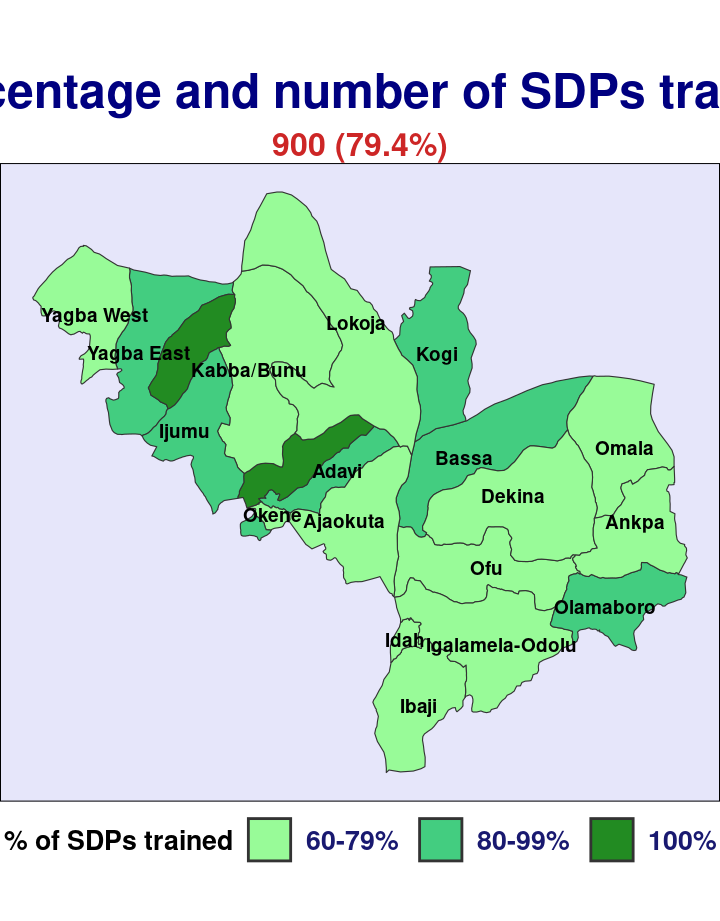 centage and number of SDPs tra
900 (79.4%)
Yagba West
Lokoja
Yagba East
Kogi
Kabba/Bunu
Ijumu
Omala
Bassa
Adavi
Dekina
Okene
Ajaokuta
Ankpa
Ofu
Olamaboro
Idah
Igalamela-Odolu
Ibaji
% of SDPs trained 60-79% 80-99% 100%